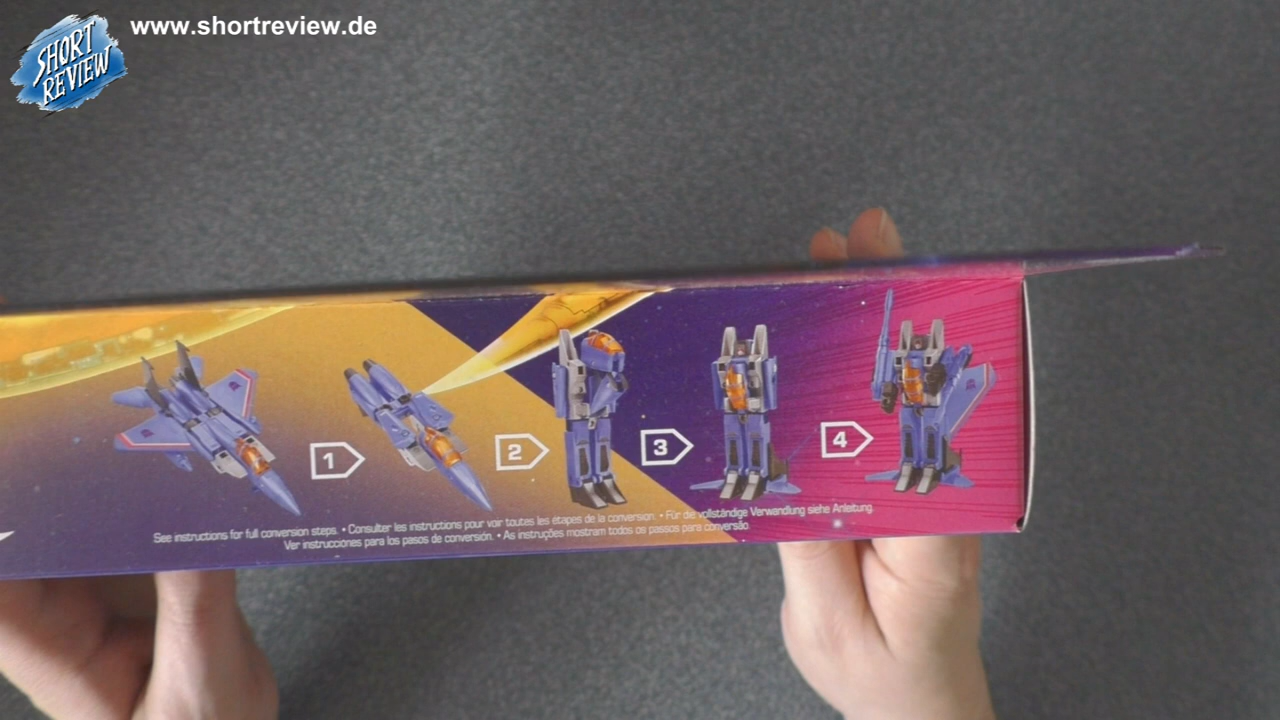 www.shortreview.de
SHORT
REVIEW
1
2
3
4
See instructions for full conversion steps. • Consulter les instructions pour voir toutes les étapes de la conversion. • Für die vollständige Verwandlung siehe Anleitung.
Ver instrucciones para los pasos de conversión. • As instruções mostram todos os passos para conversão.